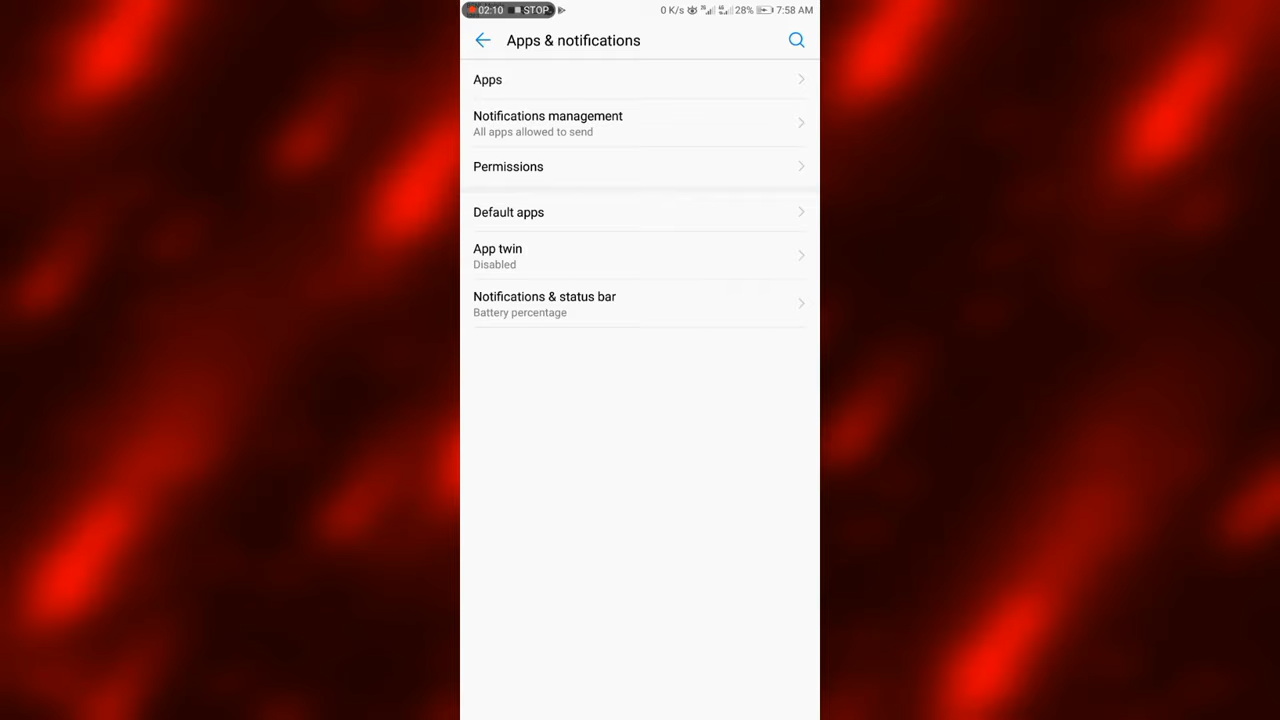 02:10 STOP 0 K/s 28% 7:58 AM
Apps & notifications
Apps
Notifications management
All apps allowed to send
Permissions
Default apps
App twin
Disabled
Notifications & status bar
Battery percentage